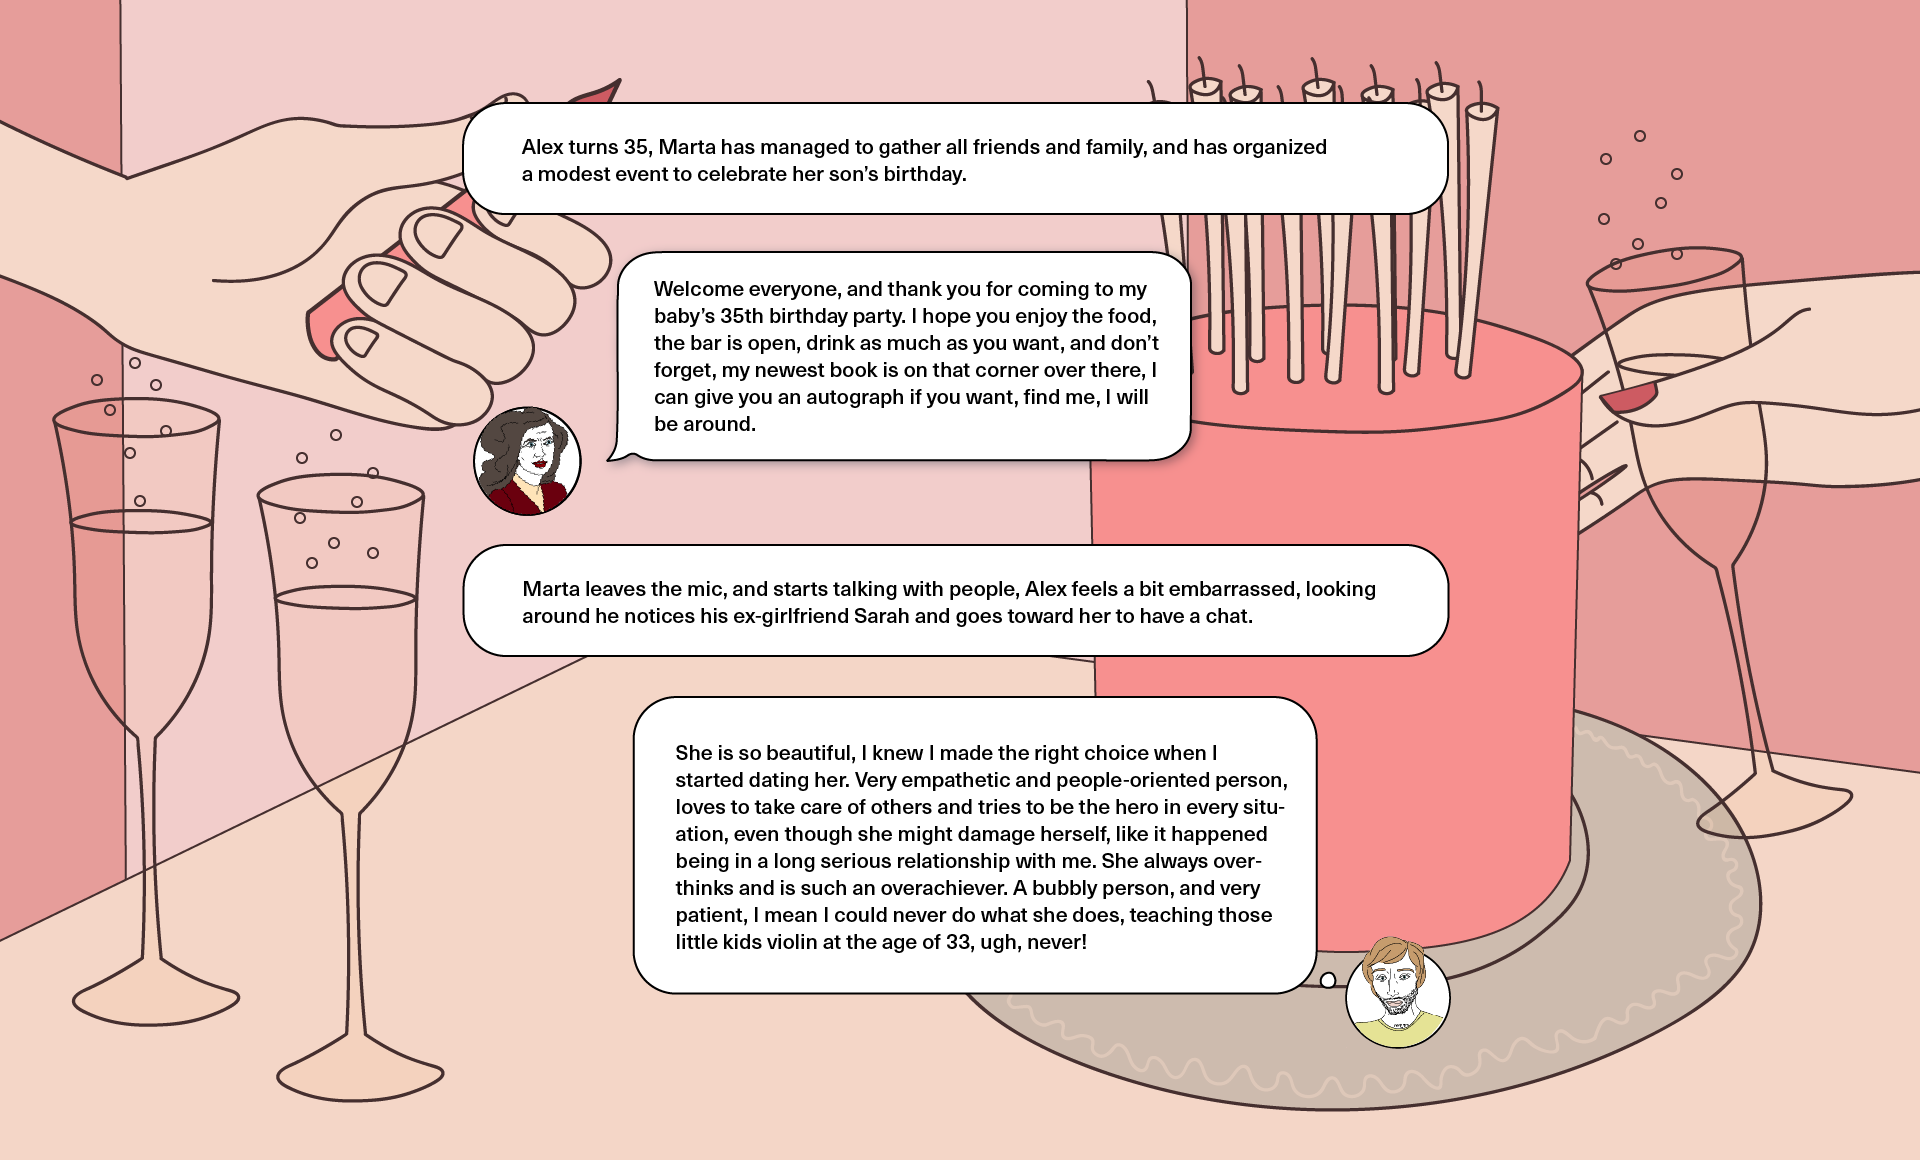 Alex turns 35, Marta has managed to gather all friends and family, and has organized
a modest event to celebrate her son’s birthday.
Welcome everyone, and thank you for coming to my
baby’s 35th birthday party. I hope you enjoy the food,
the bar is open, drink as much as you want, and don’t
forget, my newest book is on that corner over there, I
can give you an autograph if you want, find me, I will
be around.
Marta leaves the mic, and starts talking with people, Alex feels a bit embarrassed, looking
around he notices his ex-girlfriend Sarah and goes toward her to have a chat.
She is so beautiful, I knew I made the right choice when I
started dating her. Very empathetic and people-oriented person,
loves to take care of others and tries to be the hero in every situ-
ation, even though she might damage herself, like it happened
being in a long serious relationship with me. She always over-
thinks and is such an overachiever. A bubbly person, and very
patient, I mean I could never do what she does, teaching those
little kids violin at the age of 33, ugh, never!